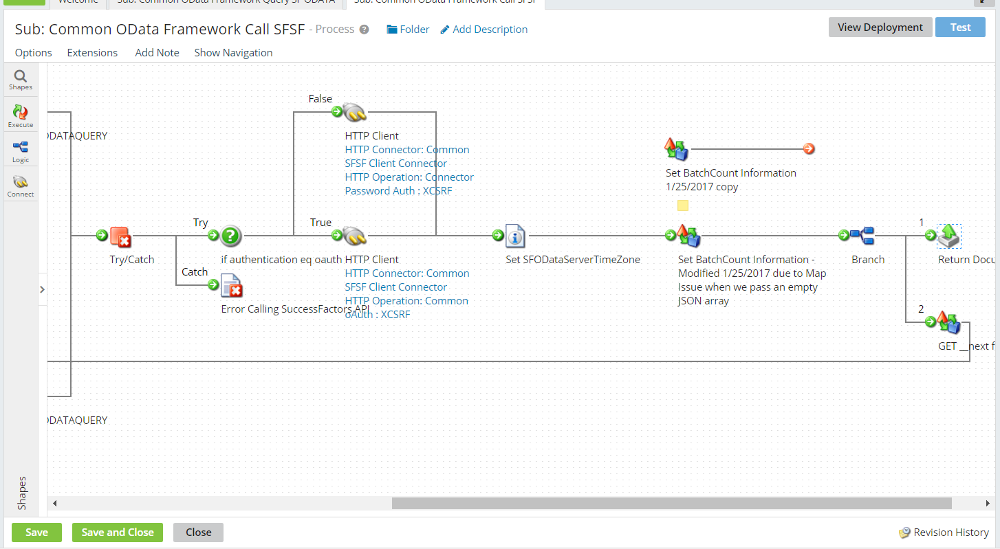 Welcome
Sub: Common OData Framework Query SF ODATA
Sub: Common OData Framework Call SFSF
Sub: Common OData Framework Call SFSF - Process ? Folder Add Description
View Deployment
Test
Options Extensions Add Note Show Navigation
Shapes
Execute
Logic
Connect
Shapes
ODATAQUERY
False
HTTP Client
HTTP Connector: Common
SFSF Client Connector
HTTP Operation: Connector
Password Auth : XCSRF
Set BatchCount Information
1/25/2017 copy
Try/Catch
Try
Catch
if authentication eq oauth
Error Calling SuccessFactors API
True
HTTP Client
HTTP Connector: Common
SFSF Client Connector
HTTP Operation: Common
oAuth : XCSRF
Set SFODataServerTimeZone
Set BatchCount Information -
Modified 1/25/2017 due to Map
Issue when we pass an empty
JSON array
Branch
1
Return Docu
2
GET __next f
ODATAQUERY
Save
Save and Close
Close
Revision History